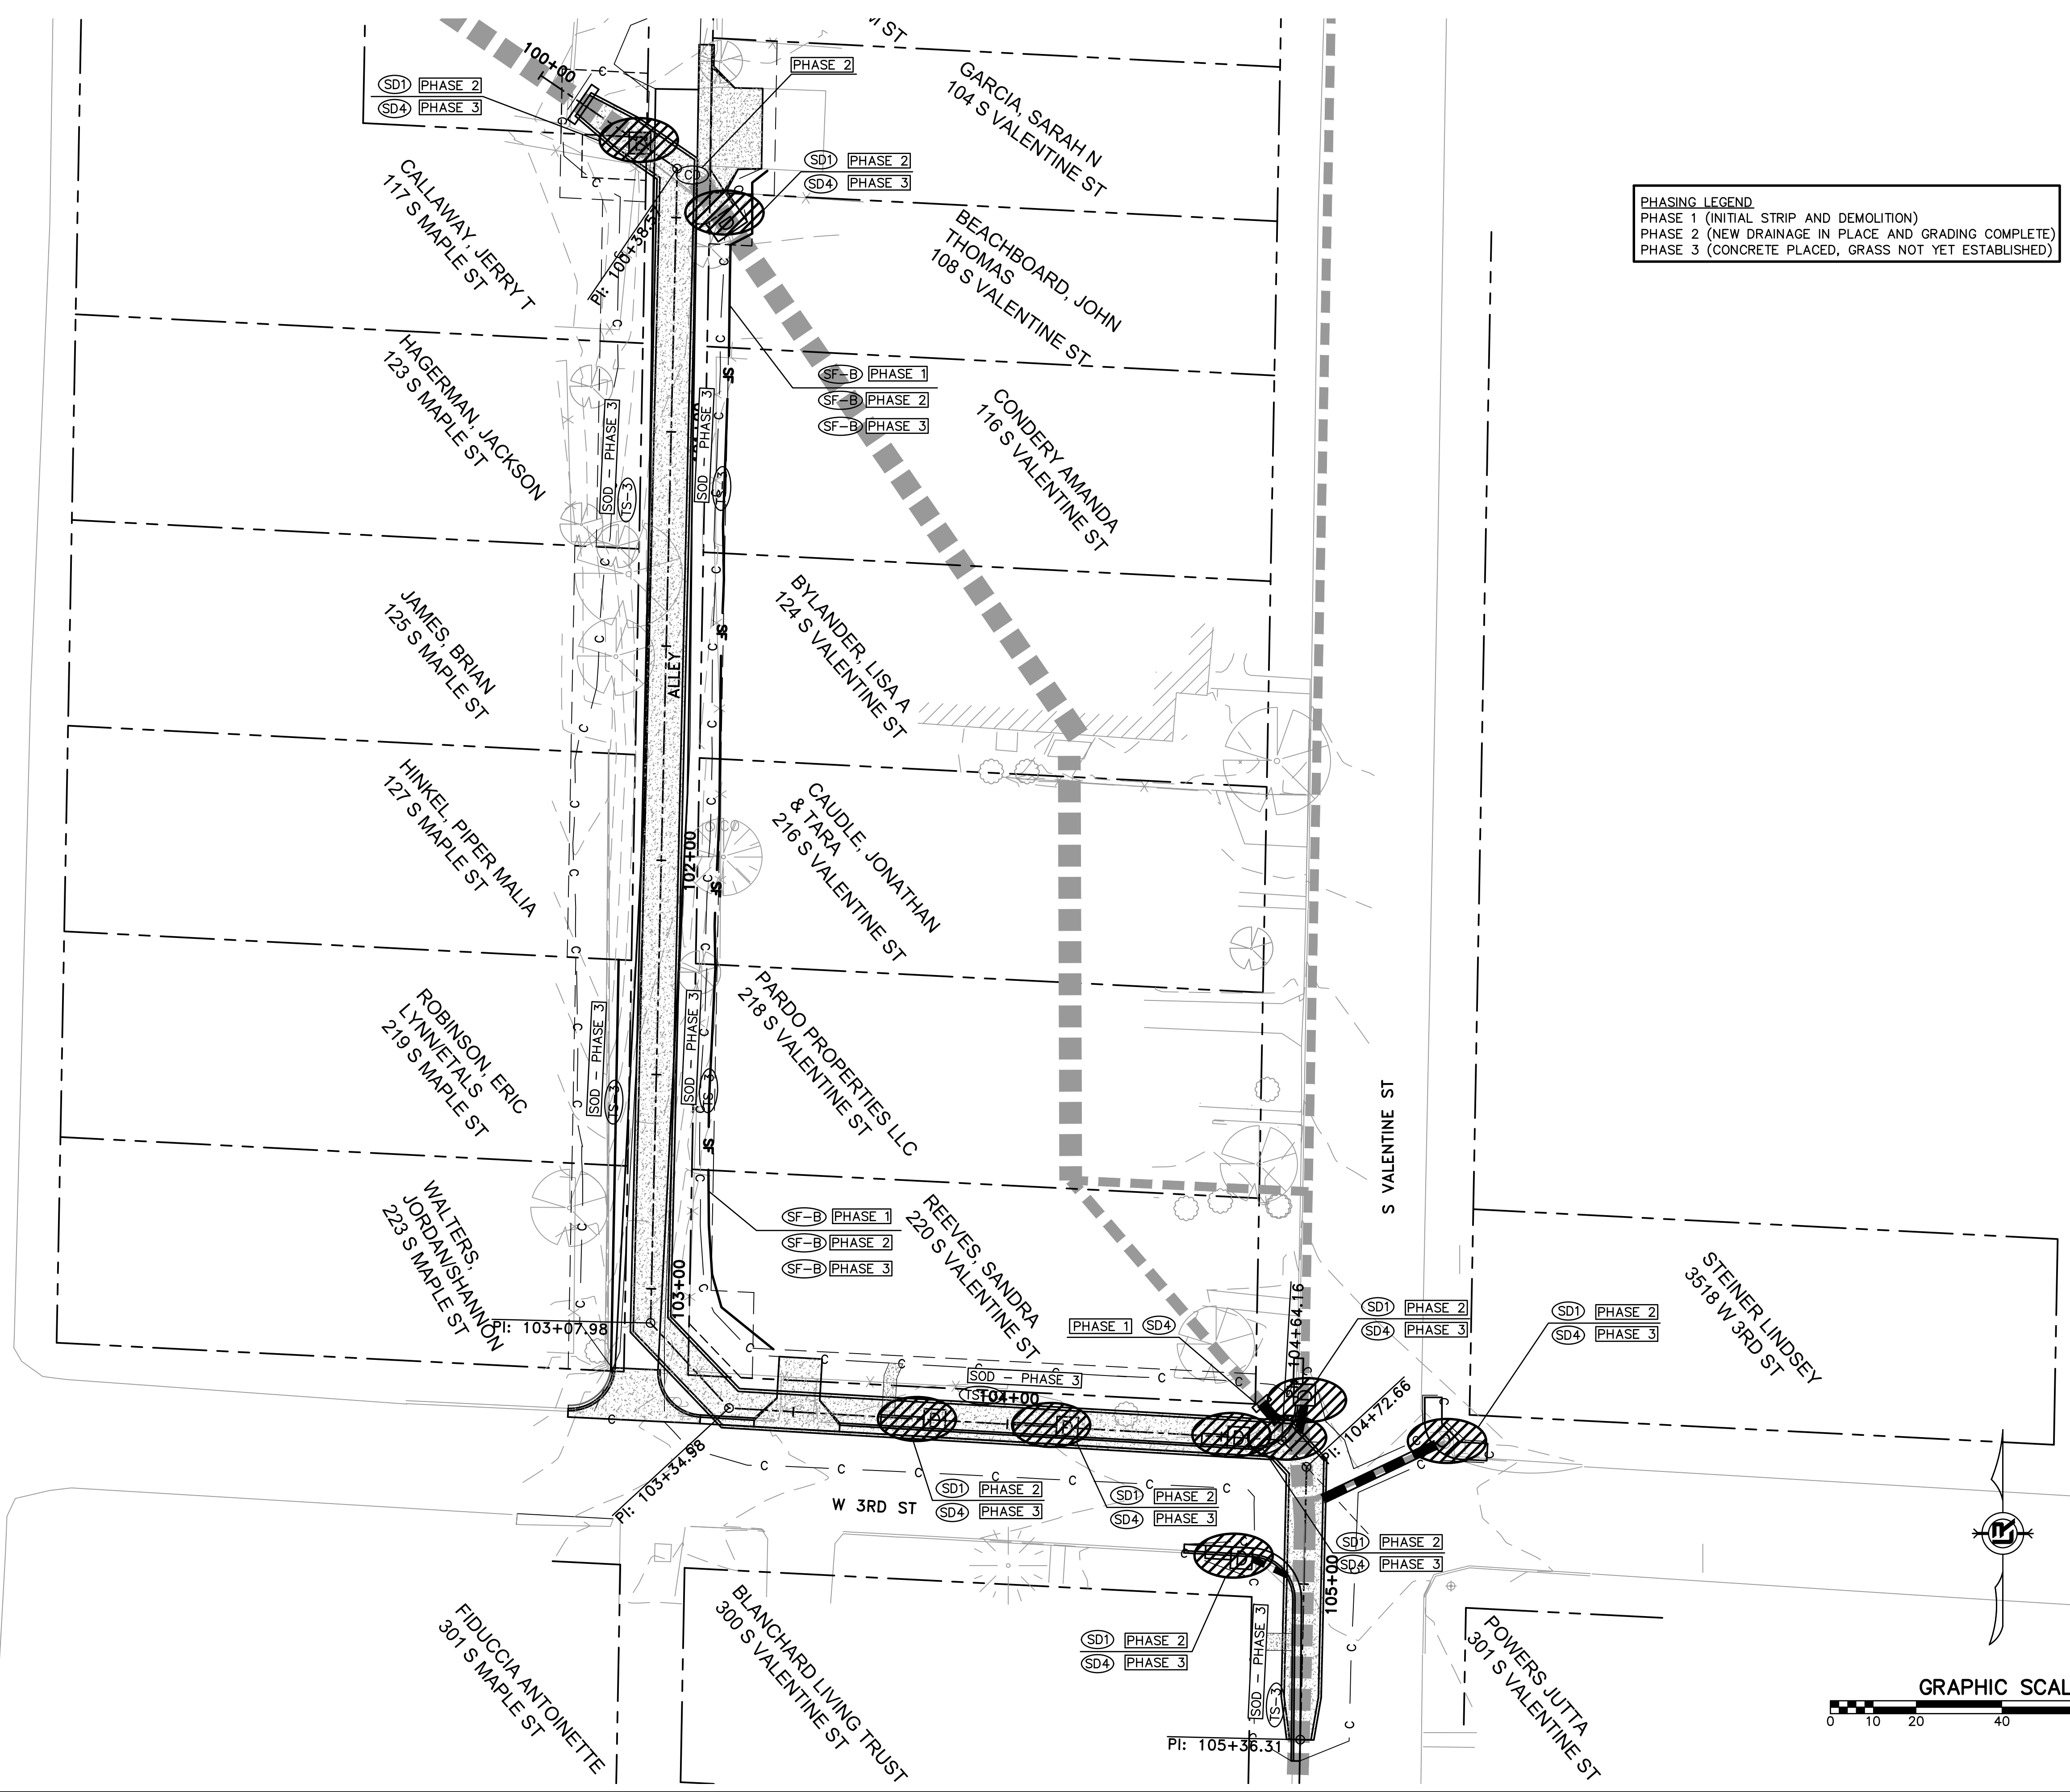 M ST
100+00
SD1 PHASE 2
SD4 PHASE 3
PHASE 2
CO
SD1 PHASE 2
SD4 PHASE 3
GARCIA, SARAH N
104 S VALENTINE ST
CALLAWAY, JERRY T
117 S MAPLE ST
PI: 100+38.57
BEACHBOARD, JOHN
THOMAS
108 S VALENTINE ST
PHASING LEGEND
PHASE 1 (INITIAL STRIP AND DEMOLITION)
PHASE 2 (NEW DRAINAGE IN PLACE AND GRADING COMPLETE)
PHASE 3 (CONCRETE PLACED, GRASS NOT YET ESTABLISHED)
HAGERMAN, JACKSON
123 S MAPLE ST
SF
SF-B PHASE 1
SF-B PHASE 2
SF-B PHASE 3
SOD - PHASE 3
TS-3
SOD - PHASE 3
TS-3
CONDERY AMANDA
116 S VALENTINE ST
JAMES, BRIAN
125 S MAPLE ST
ALLEY
SF
BYLANDER, LISA A
124 S VALENTINE ST
HINKEL, PIPER MALIA
127 S MAPLE ST
102+00
SF
CAUDLE, JONATHAN
& TARA
216 S VALENTINE ST
ROBINSON, ERIC
LYNN/ETALS
219 S MAPLE ST
SOD - PHASE 3
TS-3
SOD - PHASE 3
TS-3
SF
PARDO PROPERTIES LLC
218 S VALENTINE ST
S VALENTINE ST
WALTERS,
JORDAN/SHANNON
223 S MAPLE ST
SF-B PHASE 1
SF-B PHASE 2
SF-B PHASE 3
REEVES, SANDRA
220 S VALENTINE ST
103+00
PI: 103+07.98
PHASE 1 SD4
104+64.16
SD1 PHASE 2
SD4 PHASE 3
SD1 PHASE 2
SD4 PHASE 3
STEINER LINDSEY
3518 W 3RD ST
SOD - PHASE 3
104+00
PI: 104+72.66
PI: 103+34.98
W 3RD ST
SD1 PHASE 2
SD4 PHASE 3
SD1 PHASE 2
SD4 PHASE 3
SD1 PHASE 2
SD4 PHASE 3
105+00
SD1 PHASE 2
SD4 PHASE 3
SOD - PHASE 3
TS-3
PI: 105+36.31
FIDUCCIA ANTOINETTE
301 S MAPLE ST
BLANCHARD LIVING TRUST
300 S VALENTINE ST
POWERS JUTTA
301 S VALENTINE ST
GRAPHIC SCAL
0 10 20 40